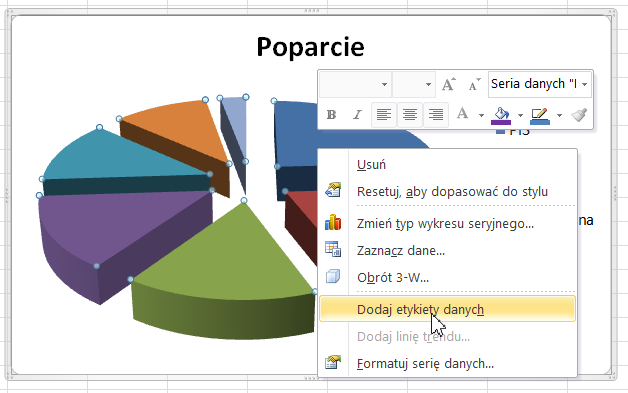 Poparcie
Seria danych "I
B I A
PiS
Usuń
Resetuj, aby dopasować do stylu
Zmień typ wykresu seryjnego...
Zaznacz dane...
na
Obrót 3-W...
Dodaj etykiety danych
Dodaj linię trendu...
Formatuj serię danych...